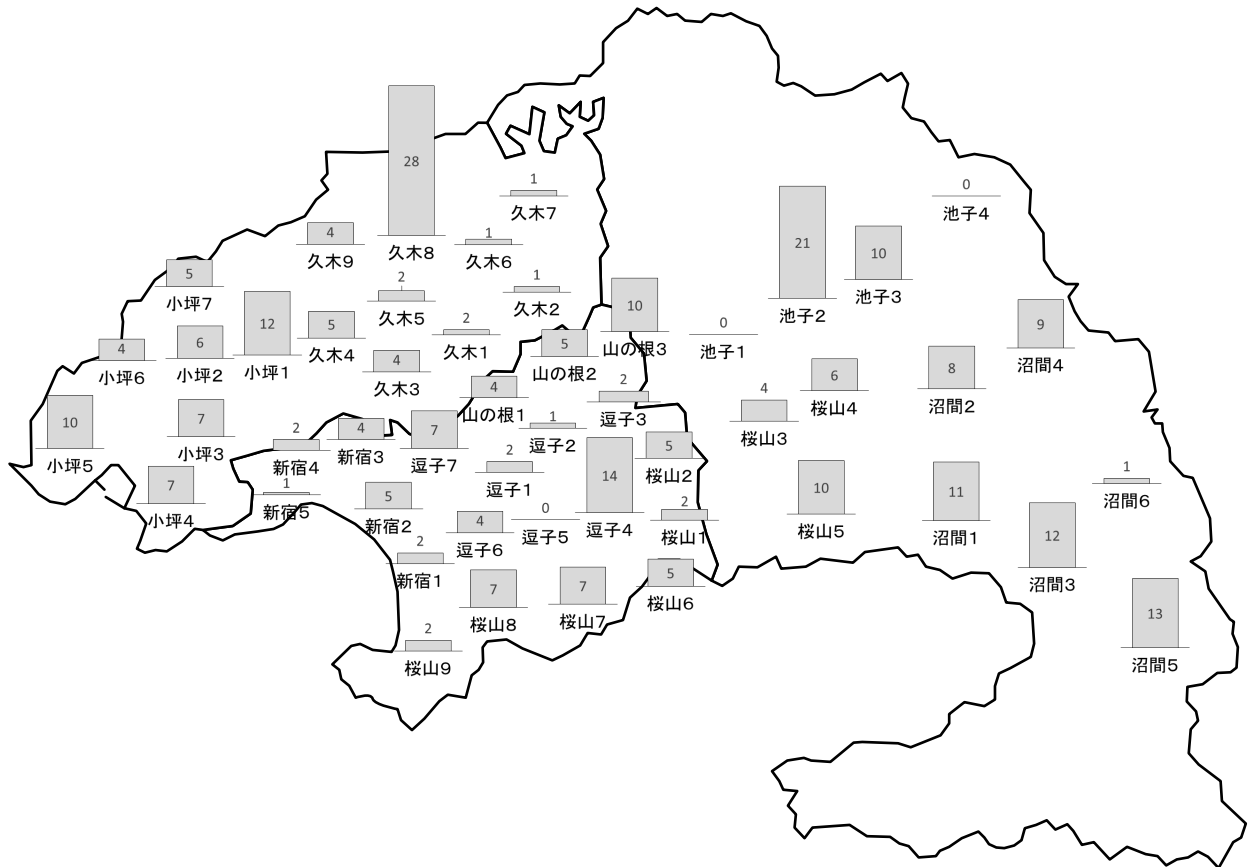 28
久木8
1
久木7
0
池子4
4
久木9
1
久木6
21
池子2
10
池子3
5
小坪7
2
久木5
1
久木2
12
小坪1
5
久木4
2
久木1
10
山の根3
0
池子1
9
沼間4
4
小坪6
6
小坪2
4
久木3
5
山の根2
6
桜山4
8
沼間2
4
山の根1
2
逗子3
4
桜山3
10
小坪5
7
小坪3
2
新宿4
4
新宿3
7
逗子7
1
逗子2
5
桜山2
7
小坪4
1
新宿5
2
逗子1
14
逗子4
10
桜山5
11
沼間1
1
沼間6
5
新宿2
4
逗子6
0
逗子5
2
桜山1
12
沼間3
2
新宿1
7
桜山8
7
桜山7
5
桜山6
13
沼間5
2
桜山9